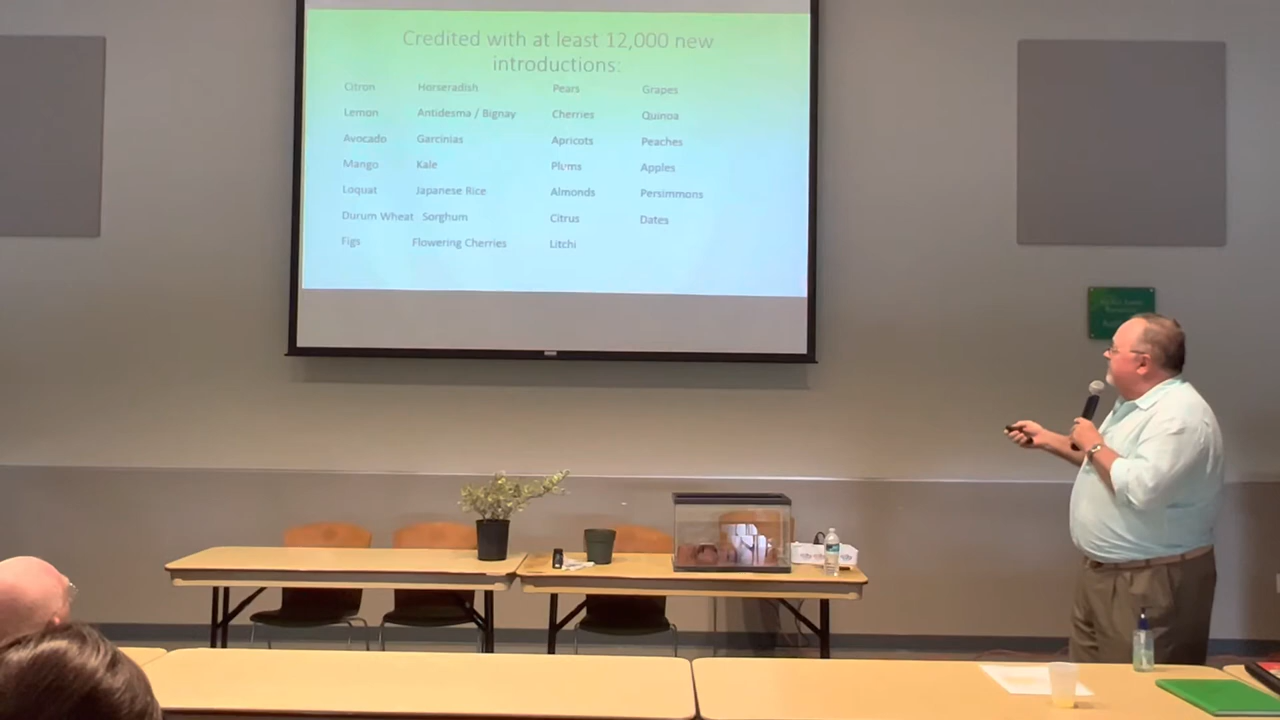 Credited with at least 12,000 new
introductions:
Citron Horseradish Pears Grapes
Lemon Antidesma / Bignay Cherries Quinoa
Avocado Garcinias Apricots Peaches
Mango Kale Plums Apples
Loquat Japanese Rice Almonds Persimmons
Durum Wheat Sorghum Citrus Dates
Figs Flowering Cherries Litchi